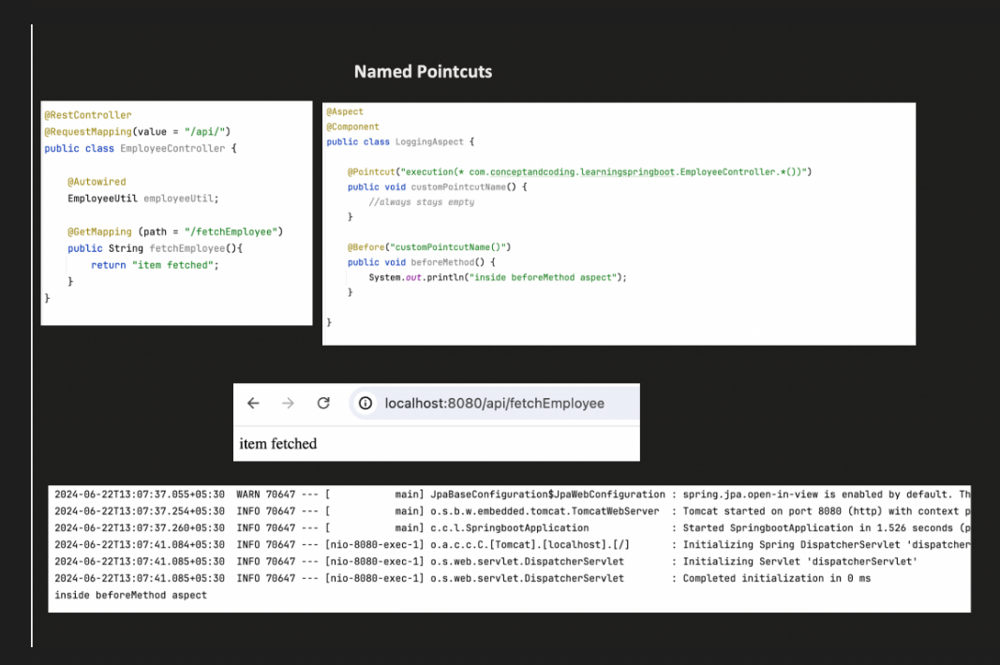 Named Pointcuts
@RestController
@RequestMapping(value = "/api/")
public class EmployeeController {
@Autowired
EmployeeUtil employeeUtil;
@GetMapping (path = "/fetchEmployee")
public String fetchEmployee(){
return "item fetched";
}
}
@Aspect
@Component
public class LoggingAspect {
@Pointcut("execution(* com.conceptandcoding.learningspringboot.EmployeeController.*())")
public void customPointcutName() {
//always stays empty
}
@Before("customPointcutName()")
public void beforeMethod() {
System.out.println("inside beforeMethod aspect");
}
}
localhost:8080/api/fetchEmployee
item fetched
2024-06-22T13:07:37.055+05:30  WARN 70647 --- [           main] JpaBaseConfiguration$JpaWebConfiguration : spring.jpa.open-in-view is enabled by default. Th
2024-06-22T13:07:37.254+05:30  INFO 70647 --- [           main] o.s.b.w.embedded.tomcat.TomcatWebServer  : Tomcat started on port 8080 (http) with context p
2024-06-22T13:07:37.260+05:30  INFO 70647 --- [           main] c.c.l.SpringbootApplication              : Started SpringbootApplication in 1.526 seconds (p
2024-06-22T13:07:41.084+05:30  INFO 70647 --- [nio-8080-exec-1] o.a.c.c.C.[Tomcat].[localhost].[/]       : Initializing Spring DispatcherServlet 'dispatcher
2024-06-22T13:07:41.085+05:30  INFO 70647 --- [nio-8080-exec-1] o.s.web.servlet.DispatcherServlet        : Initializing Servlet 'dispatcherServlet'
2024-06-22T13:07:41.085+05:30  INFO 70647 --- [nio-8080-exec-1] o.s.web.servlet.DispatcherServlet        : Completed initialization in 0 ms
inside beforeMethod aspect